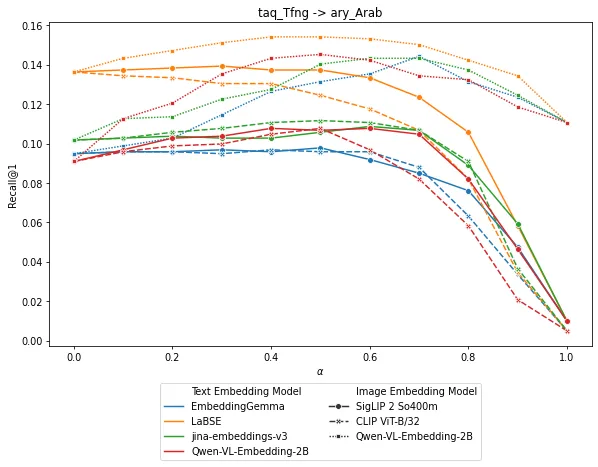 taq_Tfng -> ary_Arab
Recall@1
0.16
0.14
0.12
0.10
0.08
0.06
0.04
0.02
0.00
0.0 0.2 0.4 0.6 0.8 1.0
α
Text Embedding Model
EmbeddingGemma
LaBSE
jina-embeddings-v3
Qwen-VL-Embedding-2B
Image Embedding Model
SigLIP 2 So400m
CLIP ViT-B/32
Qwen-VL-Embedding-2B